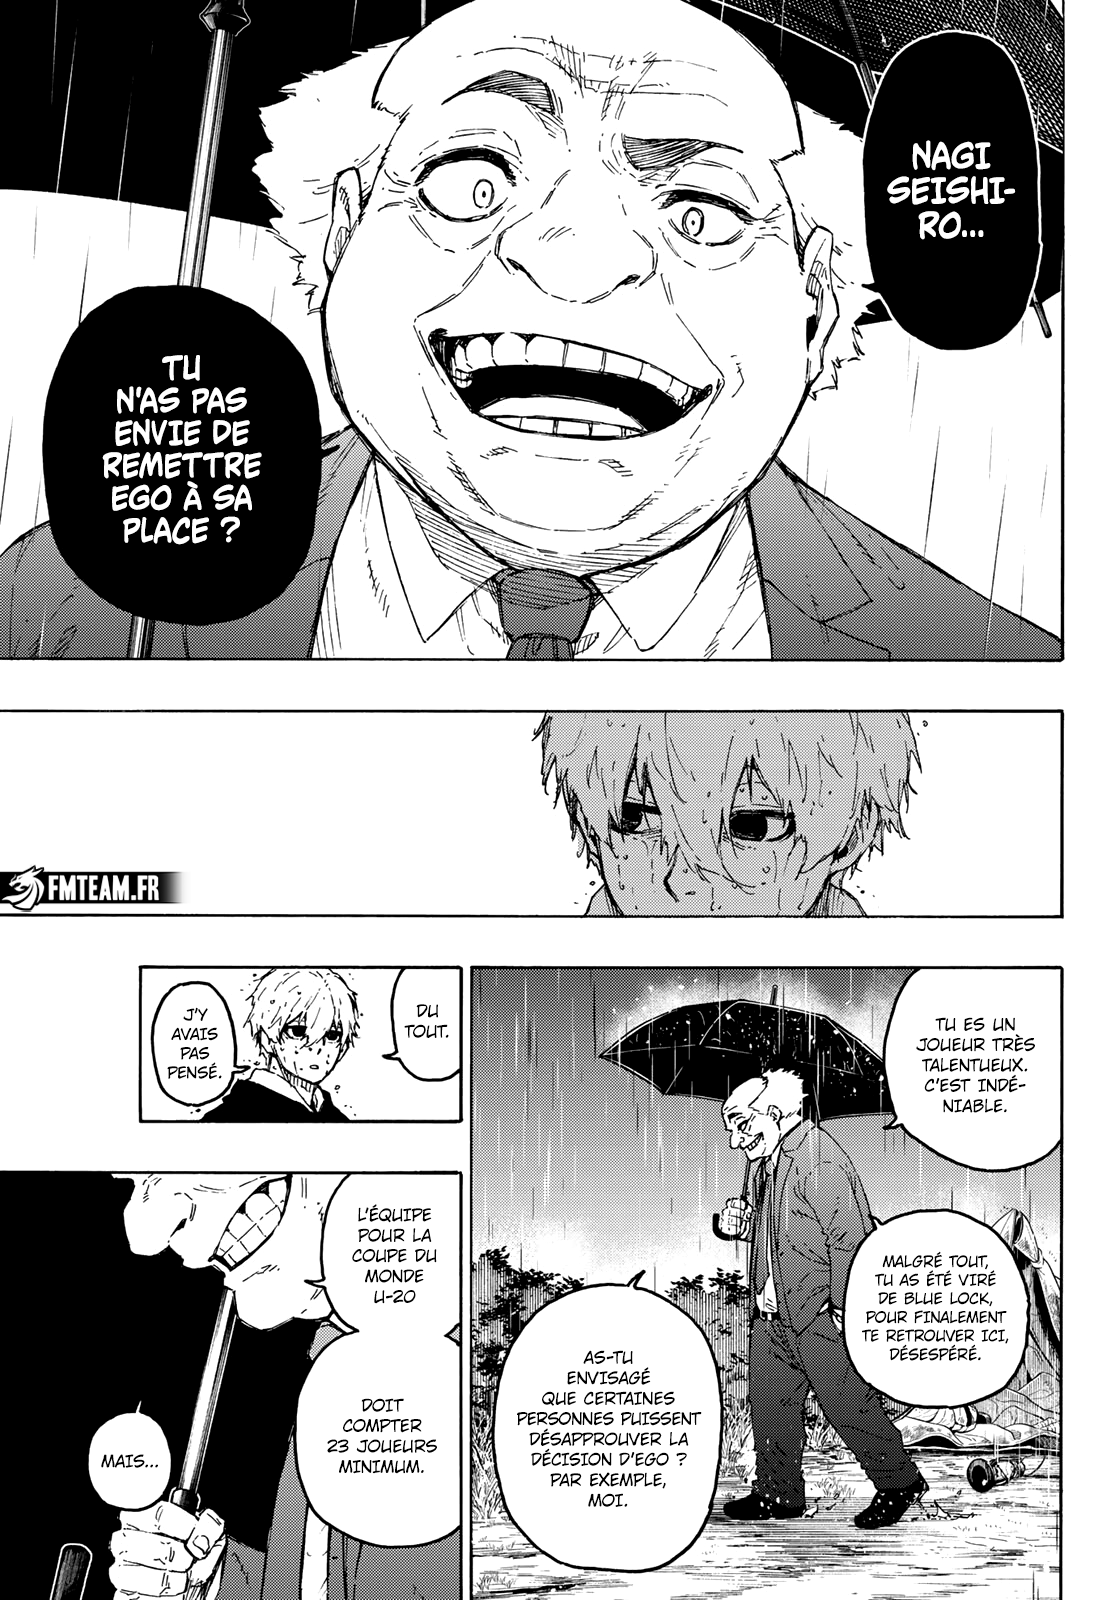 NAGI
SEISHI-
RO...
TU
N'AS PAS
ENVIE DE
REMETTRE
EGO À SA
PLACE ?
FMTEAM.FR
TU ES UN
JOUEUR TRÈS
TALENTUEUX.
C'EST INDÉ-
NIABLE.
MALGRÉ TOUT,
TU AS ÉTÉ VIRÉ
DE BLUE LOCK,
POUR FINALEMENT
TE RETROUVER ICI,
DÉSESPÉRÉ.
AS-TU
ENVISAGÉ
QUE CERTAINES
PERSONNES PUISSENT
DÉSAPPROUVER LA
DÉCISION D'EGO ?
PAR EXEMPLE,
MOI.
DU
TOUT.
J'Y
AVAIS
PAS
PENSÉ.
L'ÉQUIPE
POUR LA
COUPE DU
MONDE
U-20
DOIT
COMPTER
23 JOUEURS
MINIMUM.
MAIS...